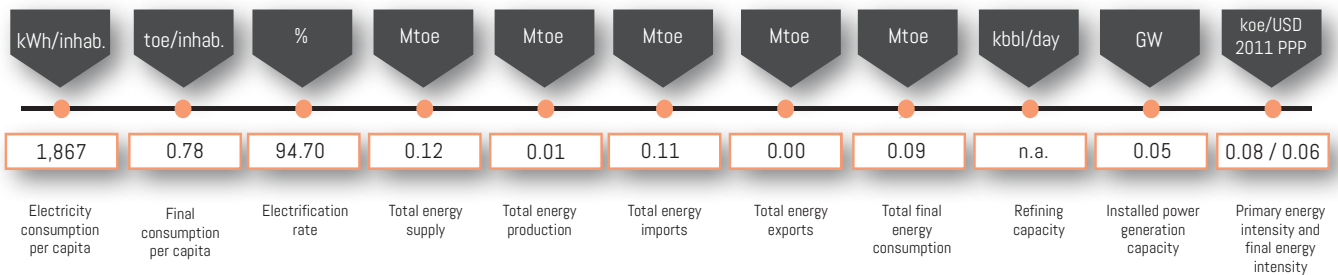 kWh/inhab.
toe/inhab.
%
Mtoe
Mtoe
Mtoe
Mtoe
Mtoe
kbbl/day
GW
koe/USD
2011 PPP
1,867
0.78
94.70
0.12
0.01
0.11
0.00
0.09
n.a.
0.05
0.08 / 0.06
Electricity
consumption
per capita
Final
consumption
per capita
Electrification
rate
Total energy
supply
Total energy
production
Total energy
imports
Total energy
exports
Total final
energy
consumption
Refining
capacity
Installed power
generation
capacity
Primary energy
intensity and
final energy
intensity